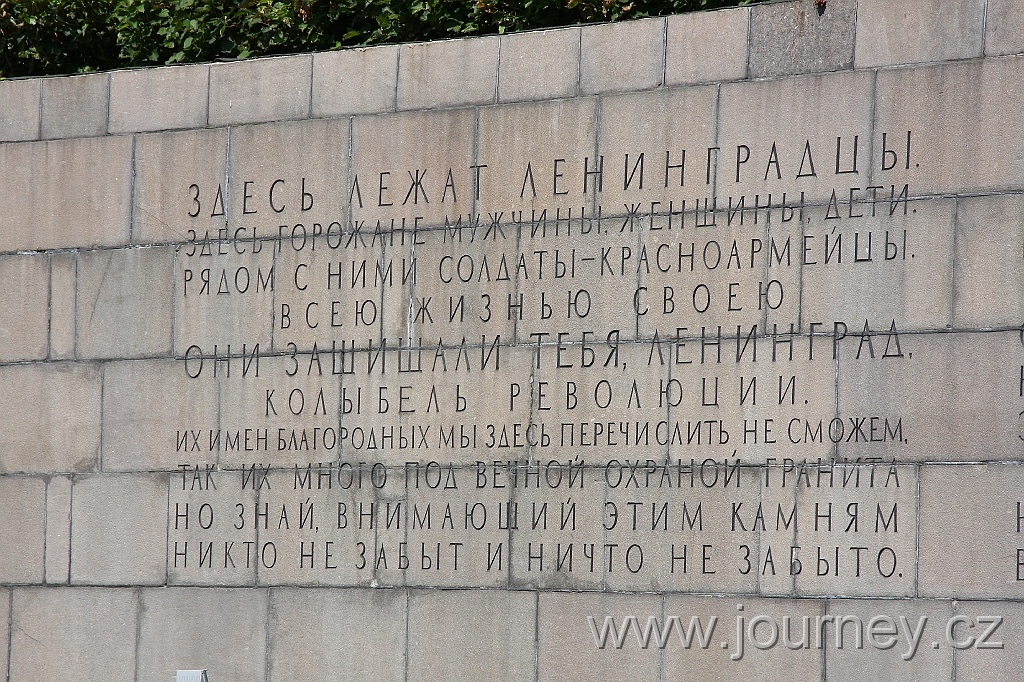 ЗДЕСЬ ЛЕЖАТ ЛЕНИНГРАДЦЫ.
ЗДЕСЬ ГОРОЖАНЕ МУЖЧИНЫ, ЖЕНЩИНЫ, ДЕТИ.
РЯДОМ С НИМИ СОЛДАТЫ-КРАСНОАРМЕЙЦЫ.
ВСЕЮ ЖИЗНЬЮ СВОЕЮ
ОНИ ЗАЩИЩАЛИ ТЕБЯ, ЛЕНИНГРАД,
КОЛЫБЕЛЬ РЕВОЛЮЦИИ.
ИХ ИМЕН БЛАГОРОДНЫХ МЫ ЗДЕСЬ ПЕРЕЧИСЛИТЬ НЕ СМОЖЕМ,
ТАК ИХ МНОГО ПОД ВЕЧНОЙ ОХРАНОЙ ГРАНИТА
НО ЗНАЙ, ВНИМАЮЩИЙ ЭТИМ КАМНЯМ
НИКТО НЕ ЗАБЫТ И НИЧТО НЕ ЗАБЫТО.
www.journey.cz